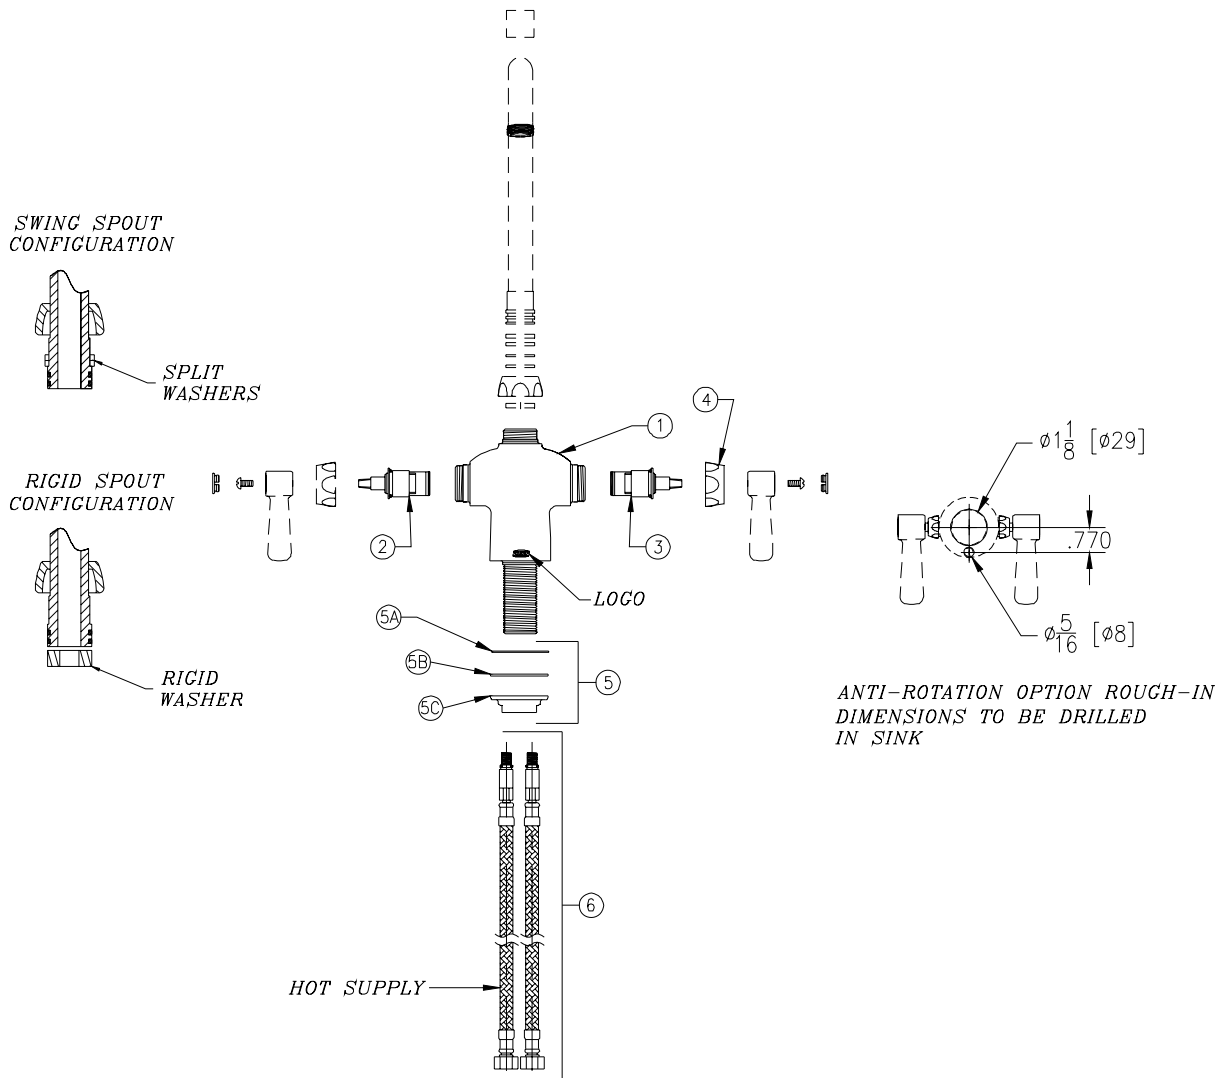 SWING SPOUT
CONFIGURATION
SPLIT
WASHERS
RIGID SPOUT
CONFIGURATION
RIGID
WASHER
4
1
2
3
LOGO
5A
5B
5
5C
6
HOT SUPPLY
ø1 1/8 [ø29]
.770
ø5/16 [ø8]
ANTI-ROTATION OPTION ROUGH-IN
DIMENSIONS TO BE DRILLED
IN SINK